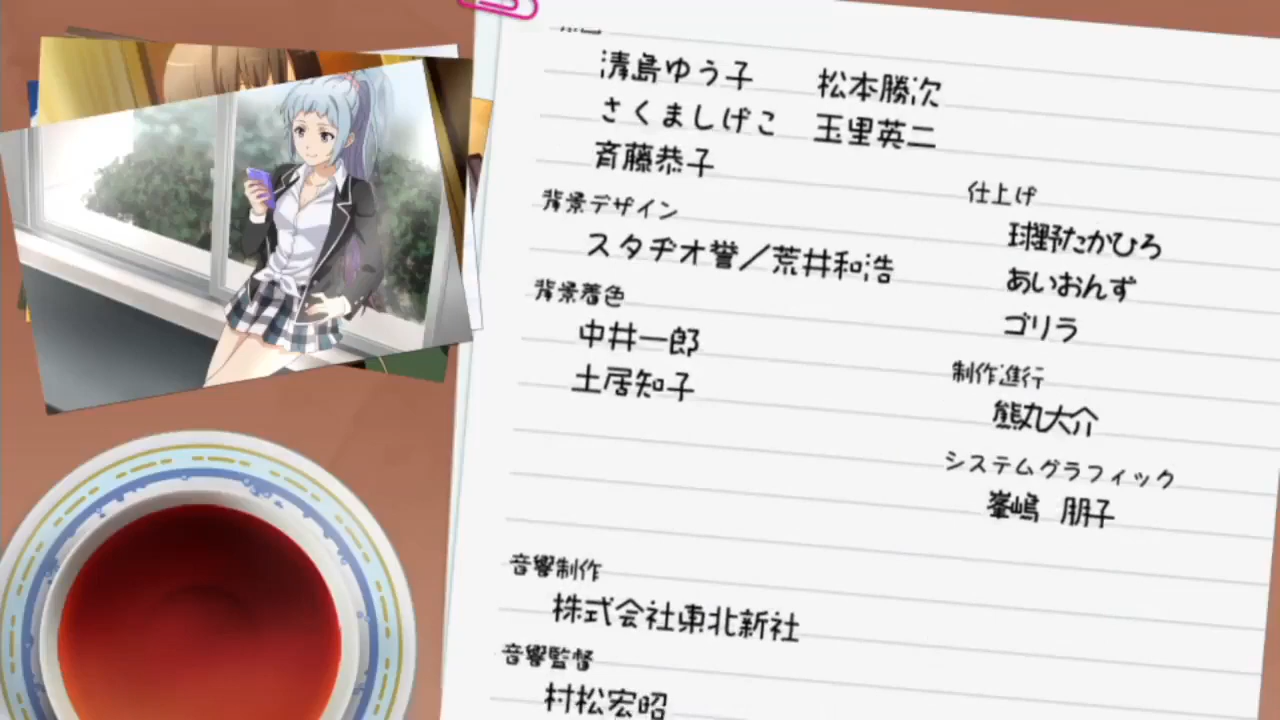 清島ゆう子 松本勝次
さくましげこ 玉里英二
斉藤恭子
背景デザイン
スタヂオ誉／荒井和浩
背景着色
中井一郎
土居知子
仕上げ
球野たかひろ
あいおんず
ゴリラ
制作進行
熊丸大介
システムグラフィック
峯嶋 朋子
音響制作
株式会社東北新社
音響監督
村松宏昭